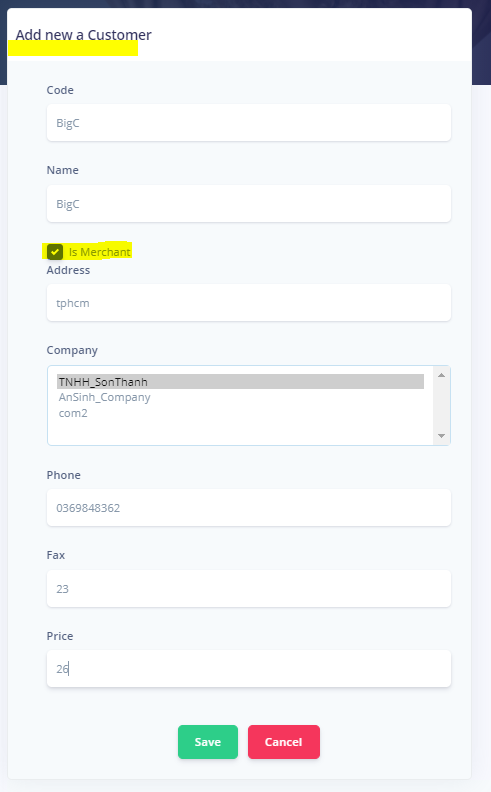 Add new a Customer
Code
BigC
Name
BigC
Is Merchant
Address
tphcm
Company
TNHH_SonThanh
AnSinh_Company
com2
Phone
0369848362
Fax
23
Price
26
Save Cancel